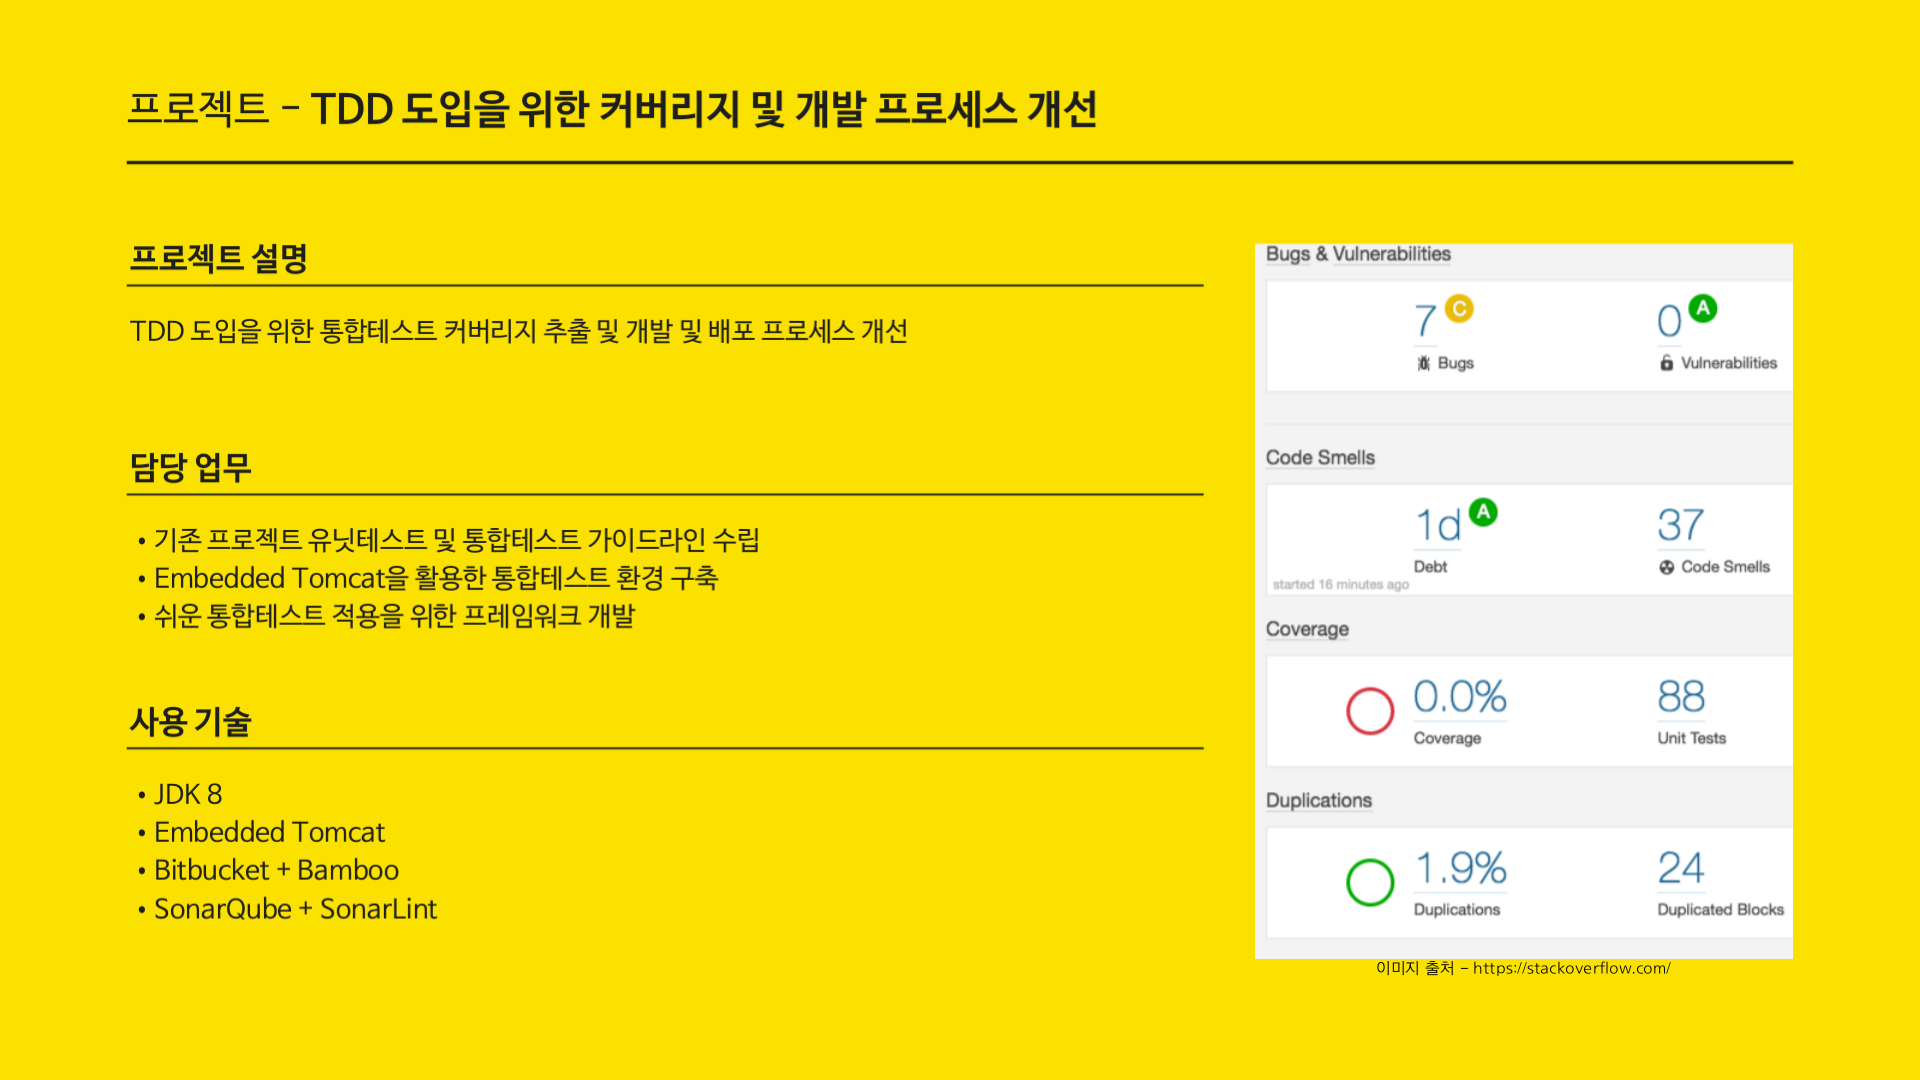 프로젝트 – TDD 도입을 위한 커버리지 및 개발 프로세스 개선
프로젝트 설명
TDD 도입을 위한 통합테스트 커버리지 추출 및 개발 및 배포 프로세스 개선
담당 업무
• 기존 프로젝트 유닛테스트 및 통합테스트 가이드라인 수립
• Embedded Tomcat을 활용한 통합테스트 환경 구축
• 쉬운 통합테스트 적용을 위한 프레임워크 개발
사용 기술
• JDK 8
• Embedded Tomcat
• Bitbucket + Bamboo
• SonarQube + SonarLint
Bugs & Vulnerabilities
7 C 0 A
Bugs Vulnerabilities
Code Smells
1d A 37
Debt Code Smells
started 16 minutes ago
Coverage
0.0% 88
Coverage Unit Tests
Duplications
1.9% 24
Duplications Duplicated Blocks
이미지 출처 – https://stackoverflow.com/